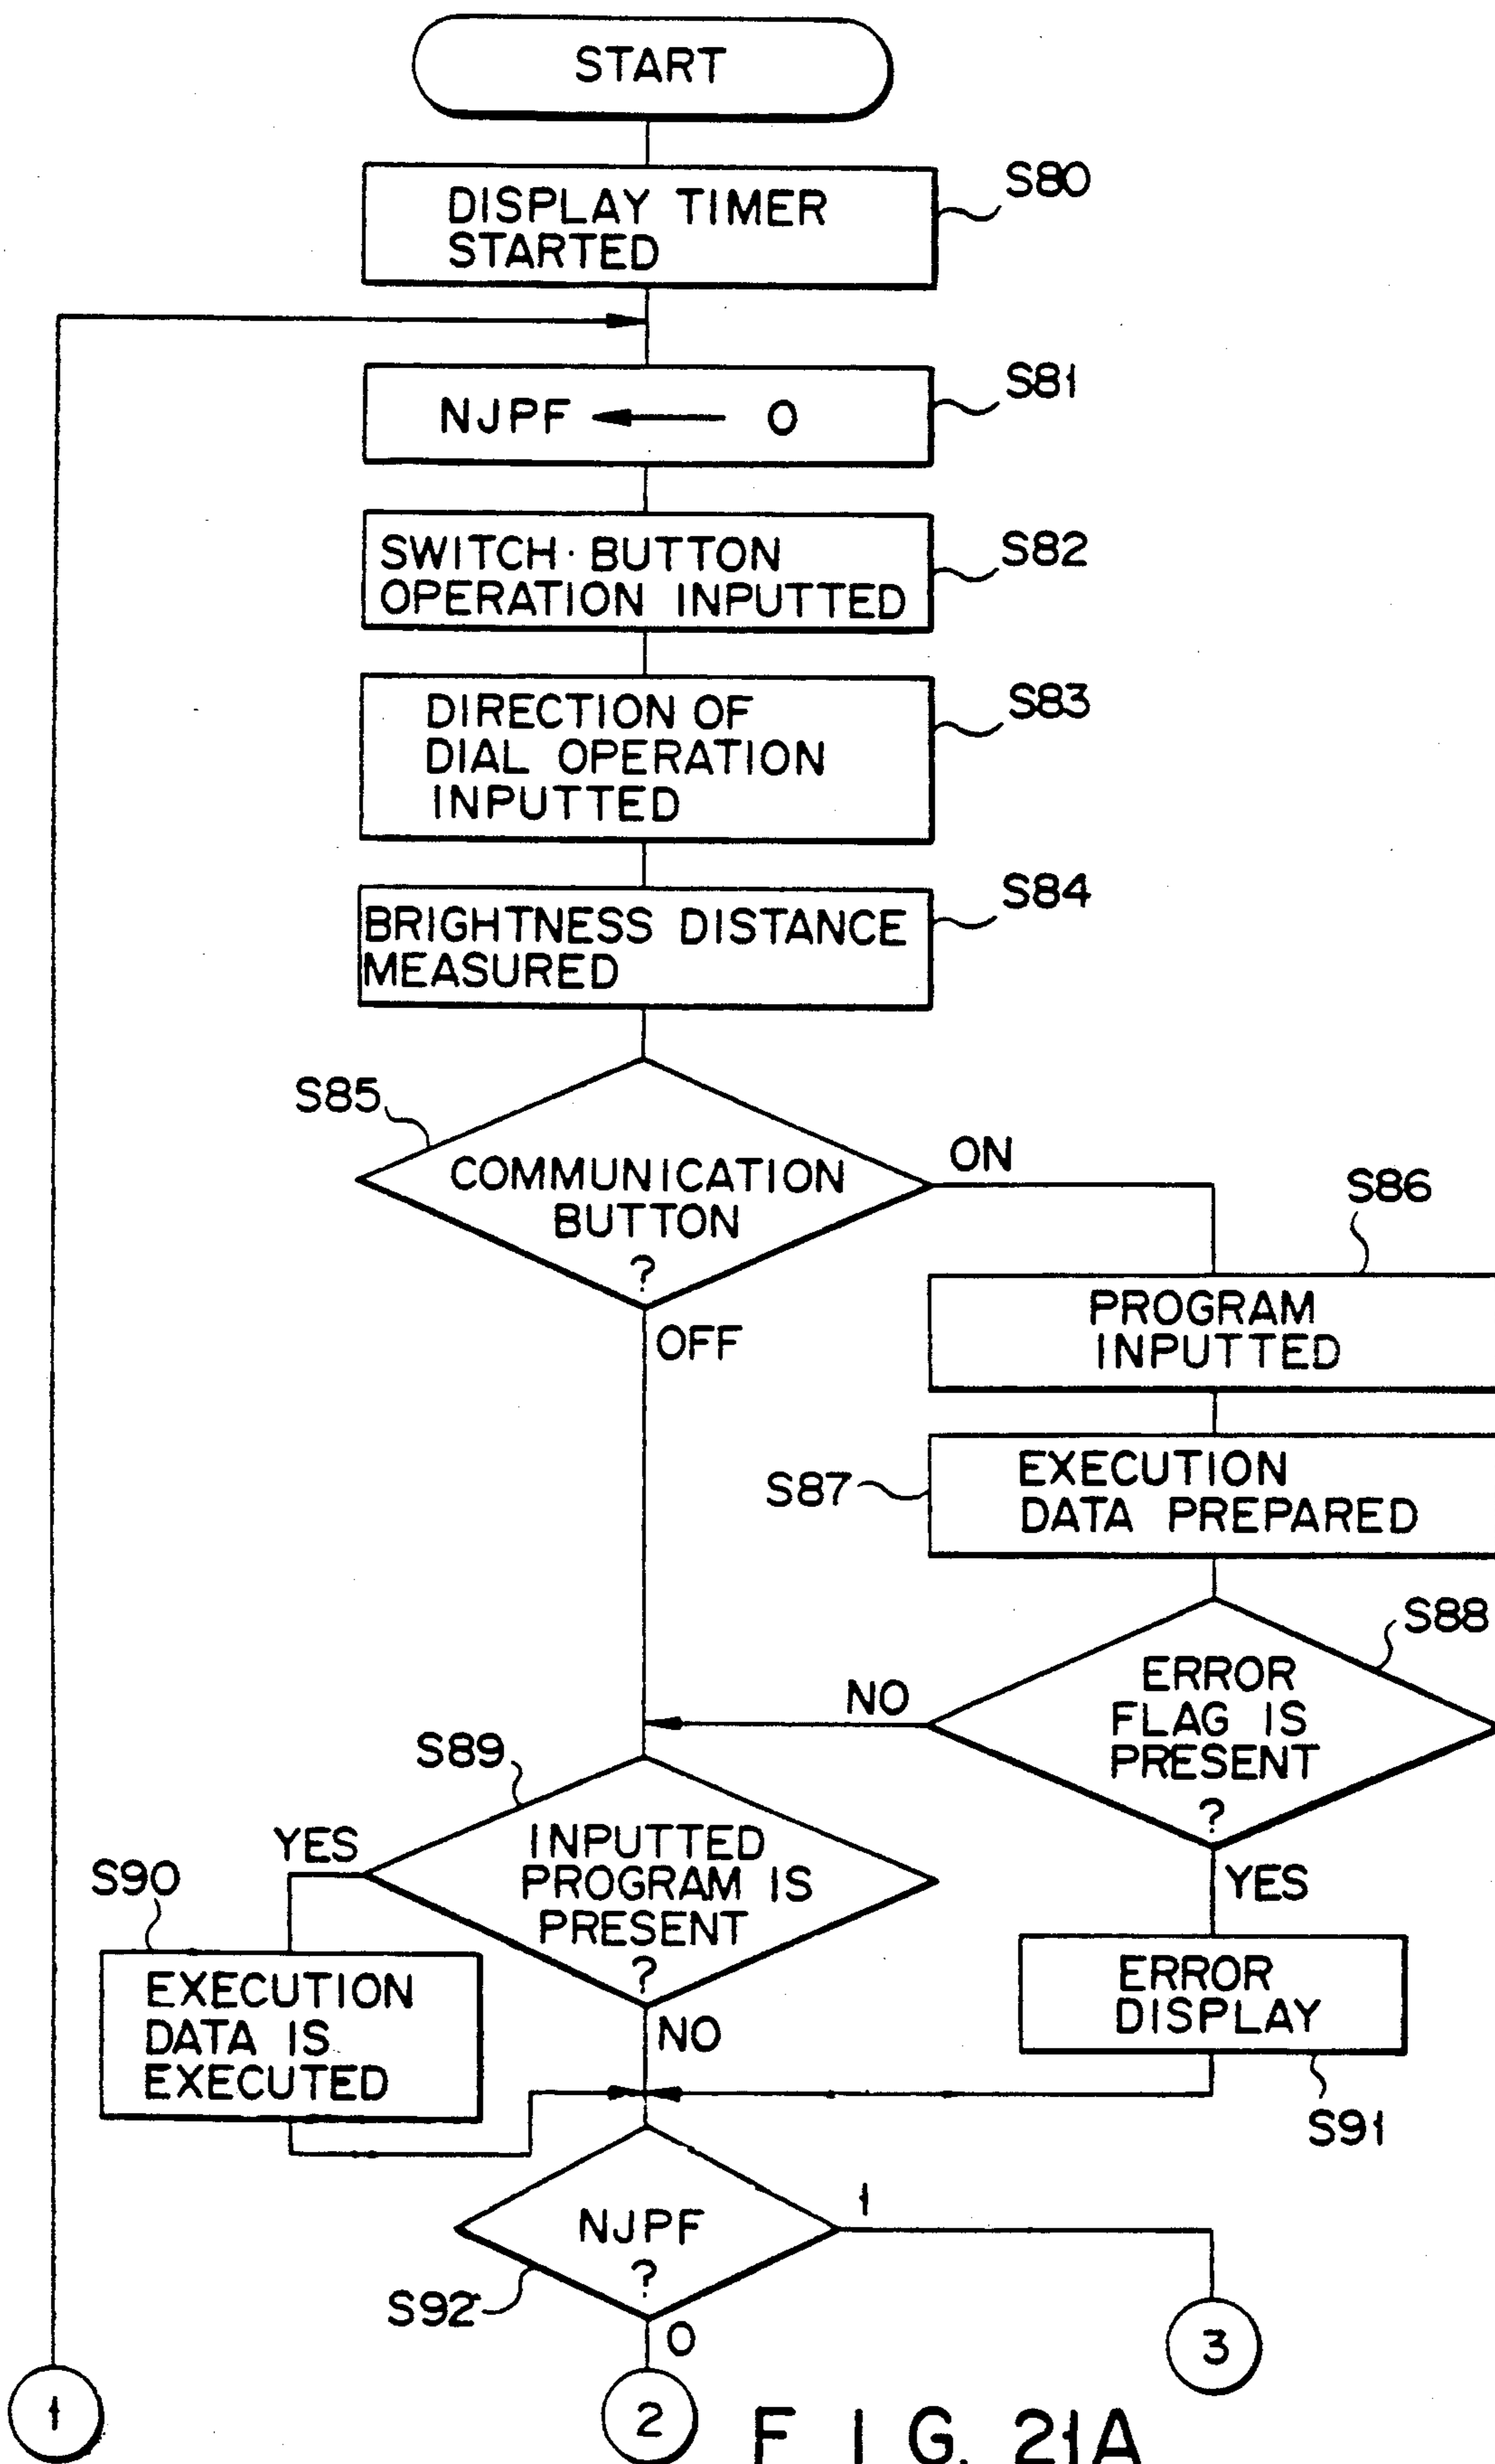 START
S80
DISPLAY TIMER
STARTED
S81
NJPF ← 0
S82
SWITCH · BUTTON
OPERATION INPUTTED
S83
DIRECTION OF
DIAL OPERATION
INPUTTED
S84
BRIGHTNESS DISTANCE
MEASURED
S85
COMMUNICATION
BUTTON
?
ON
OFF
S86
PROGRAM
INPUTTED
S87
EXECUTION
DATA PREPARED
S88
ERROR
FLAG IS
PRESENT
?
NO
YES
S89
INPUTTED
PROGRAM IS
PRESENT
?
YES
NO
S90
EXECUTION
DATA IS
EXECUTED
ERROR
DISPLAY
S91
NJPF
?
S92
1
0
3
1
2
FIG. 21A